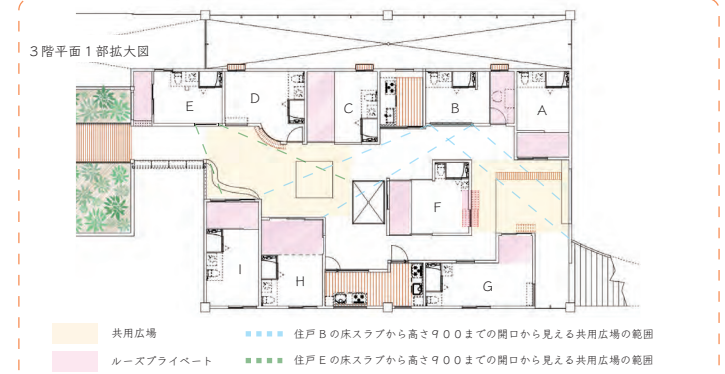 3階平面1部拡大図
E
D
C
B
A
F
I
H
G
共用広場
住戸Bの床スラブから高さ900までの開口から見える共用広場の範囲
ルーズプライベート
住戸Eの床スラブから高さ900までの開口から見える共用広場の範囲